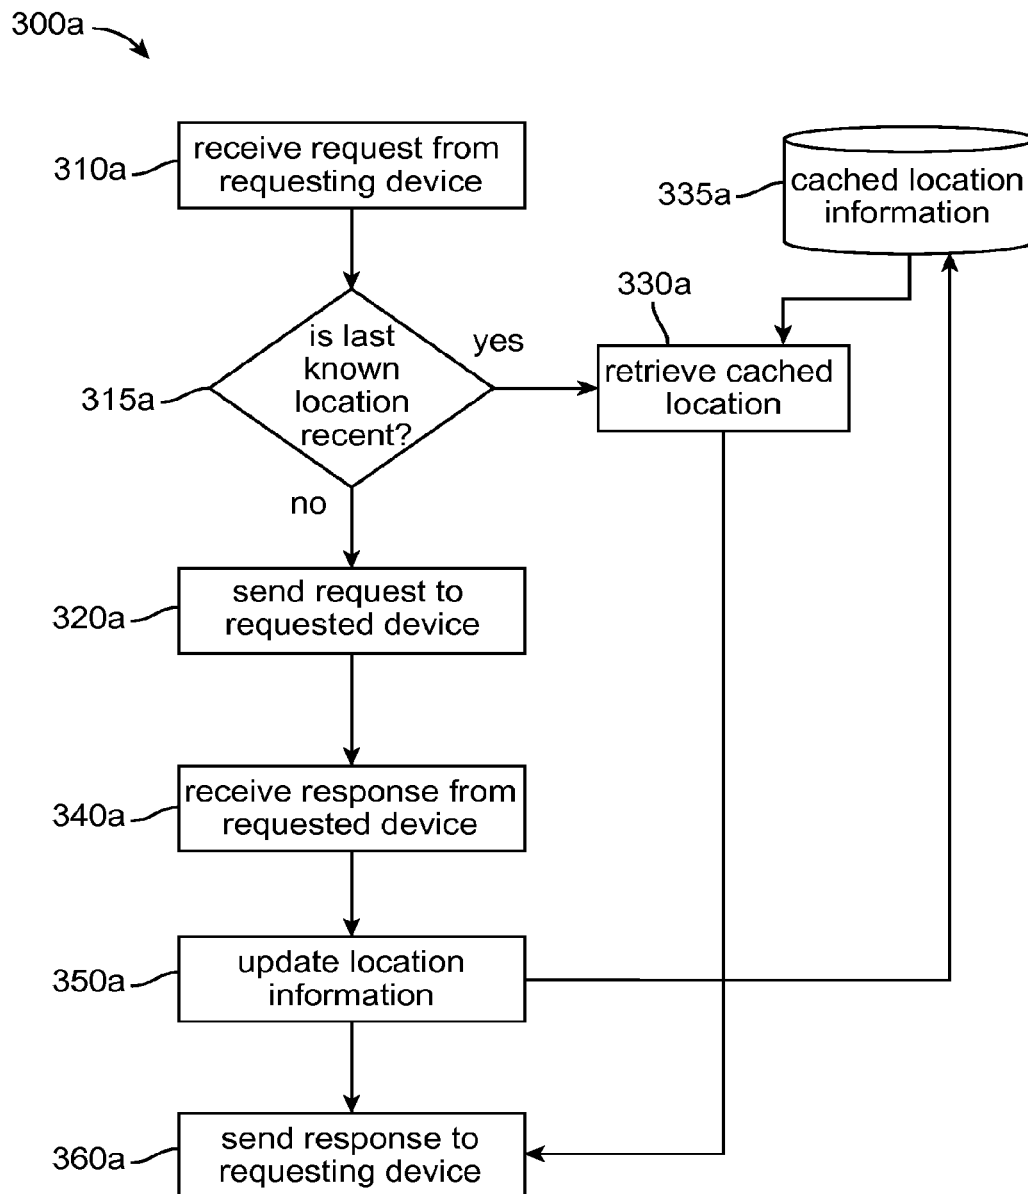 300a
310a
receive request from
requesting device
335a
cached location
information
315a
is last
known
location
recent?
yes
no
330a
retrieve cached
location
320a
send request to
requested device
340a
receive response from
requested device
350a
update location
information
360a
send response to
requesting device